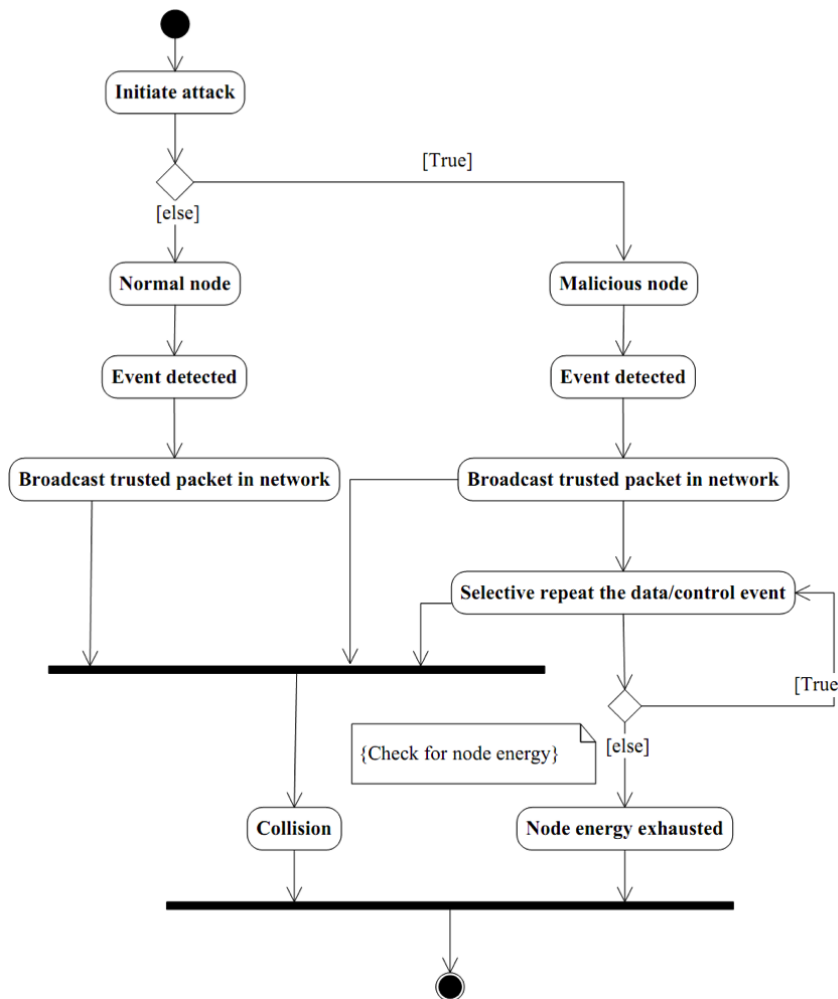 Initiate attack
[True]
[else]
Normal node
Malicious node
Event detected
Event detected
Broadcast trusted packet in network
Broadcast trusted packet in network
Selective repeat the data/control event
[True
{Check for node energy}
[else]
Collision
Node energy exhausted